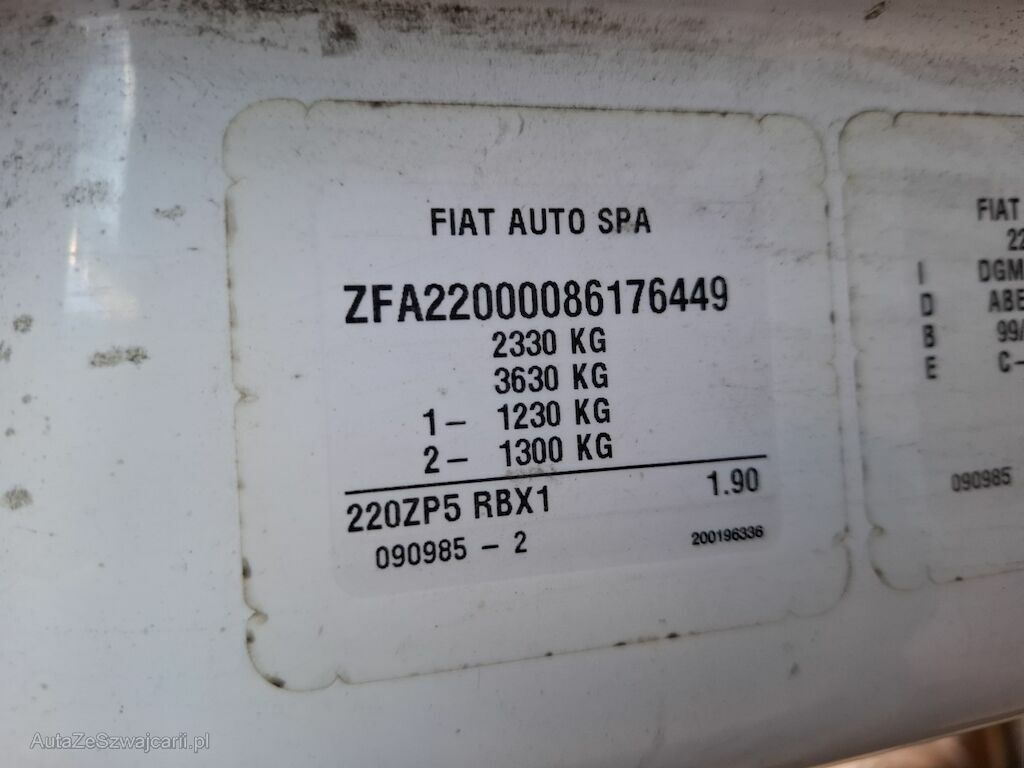 FIAT AUTO SPA
ZFA22000086176449
2330 KG
3630 KG
1- 1230 KG
2- 1300 KG
220ZP5 RBX1 1.90
090985 - 2 200196336
FIAT
22
I DGM
D ABE
B 99/
E C-
090985
AutaZeSzwajcarii.pl